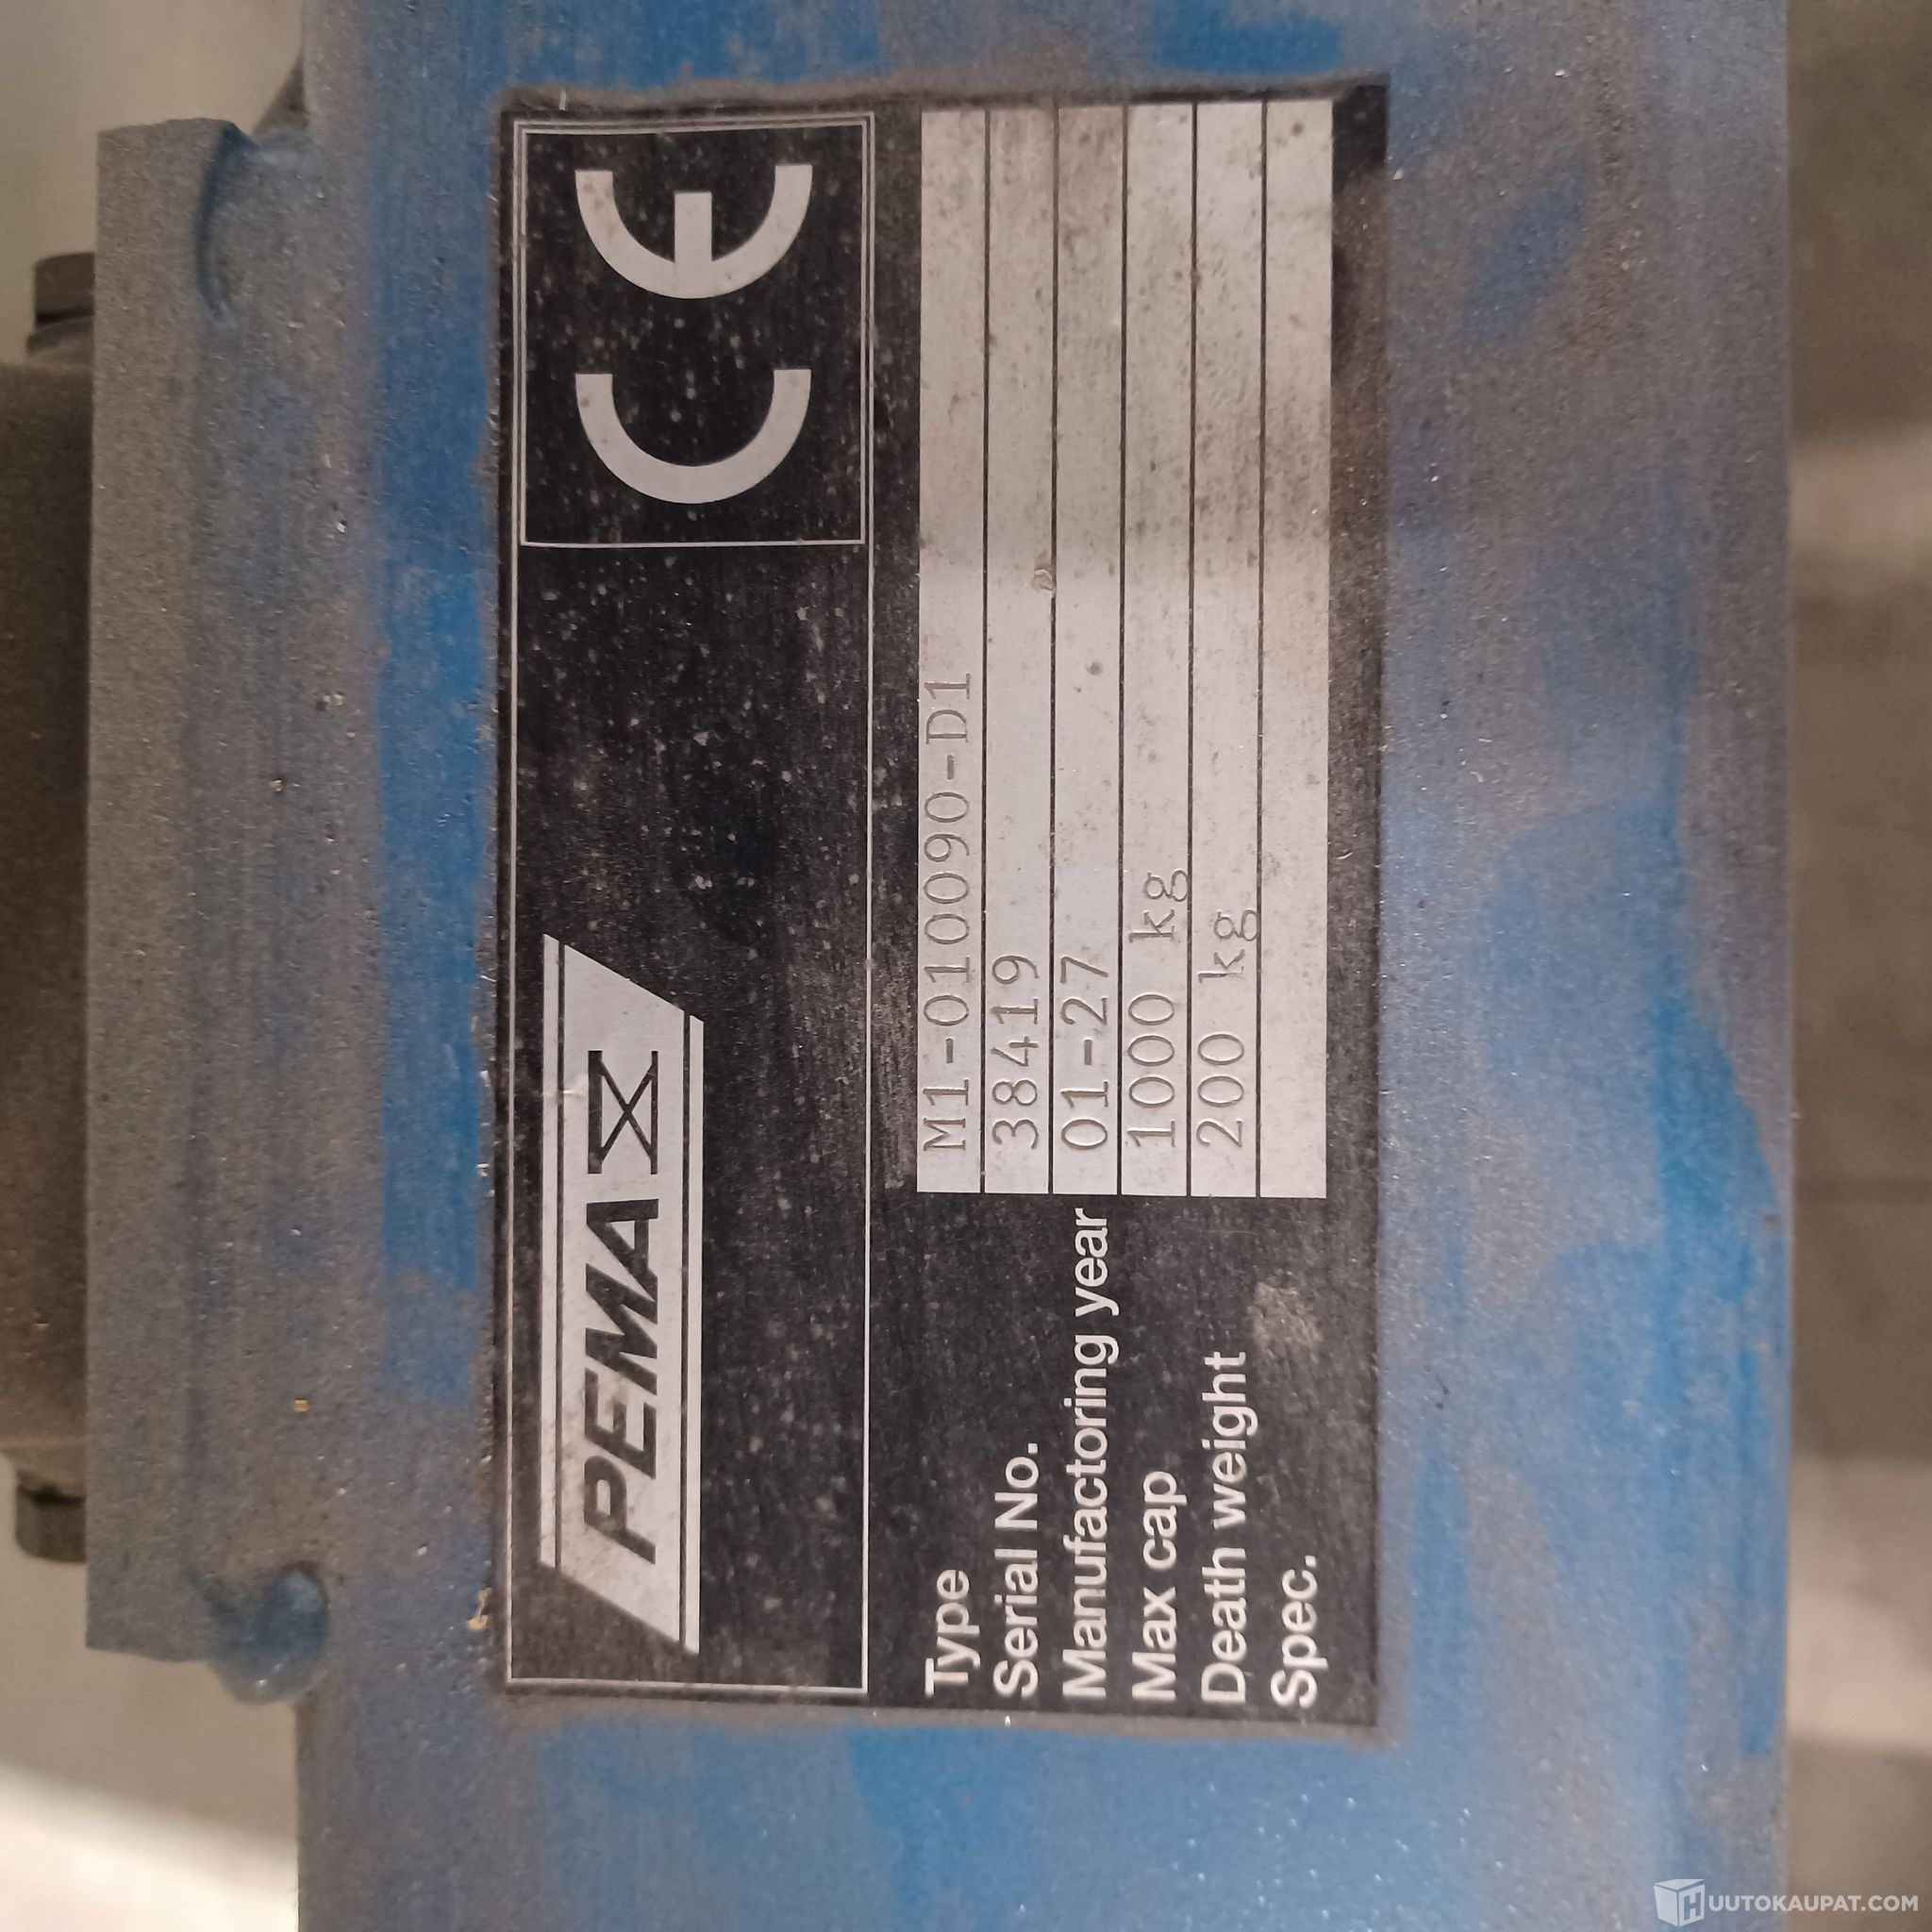 PEMA
CE
Type M1-010090-D1
Serial No. 38419
Manufactoring year 01-27
Max cap 1000 kg
Death weight 200 kg
Spec.
HUUTOKAUPAT.COM